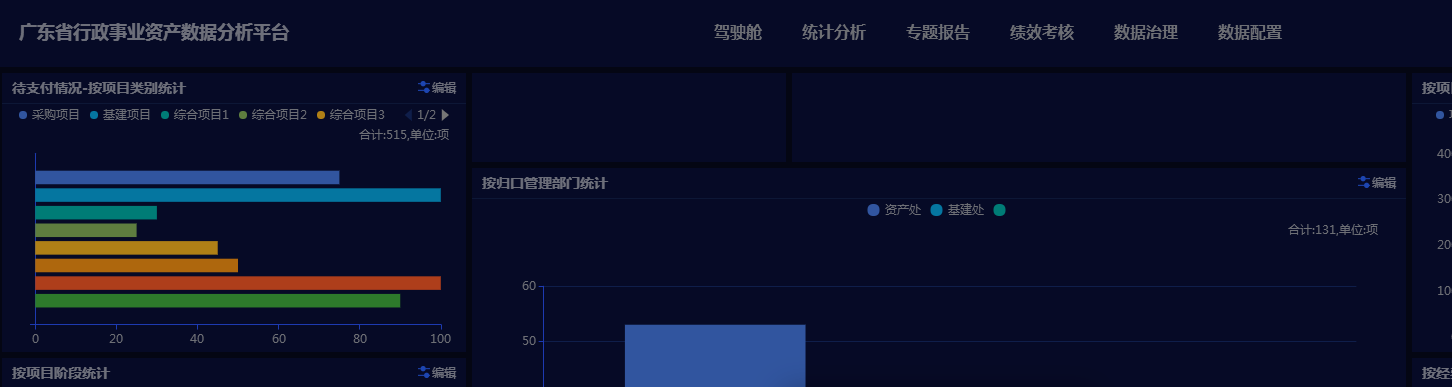 广东省行政事业资产数据分析平台 驾驶舱 统计分析 专题报告 绩效考核 数据治理 数据配置
待支付情况-按项目类别统计 编辑
采购项目 基建项目 综合项目1 综合项目2 综合项目3 1/2
合计:515,单位:项
0 20 40 60 80 100
按项目阶段统计 编辑
按归口管理部门统计 编辑
资产处 基建处
合计:131,单位:项
60
50
按项
400
300
200
100
按经